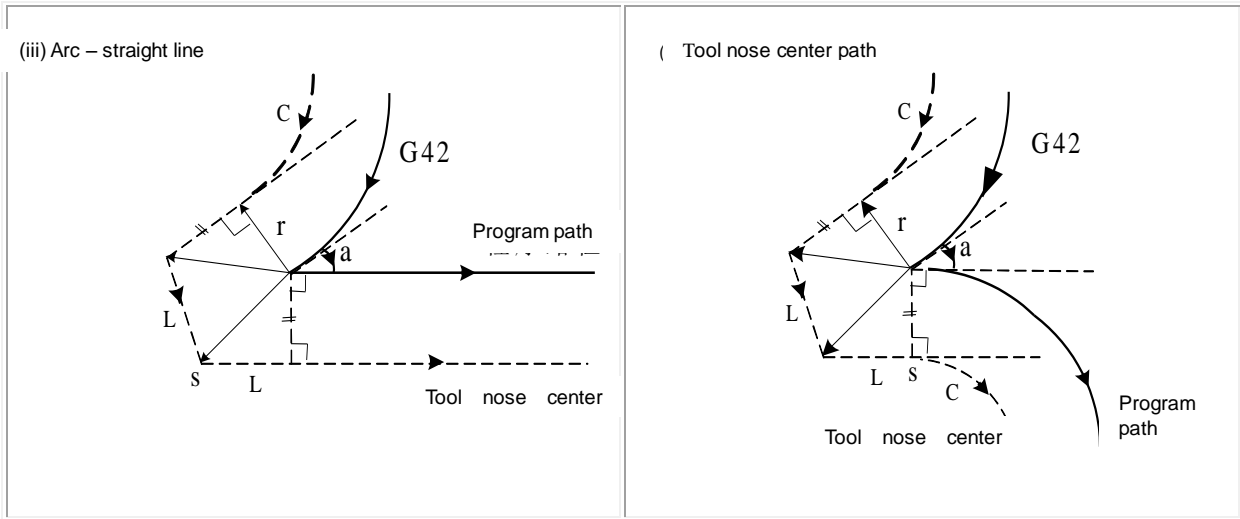 (iii) Arc – straight line
C
G42
r
Program path
a
L
s
L
Tool nose center
( Tool nose center path
C
G42
r
a
L
L
s
C
Program
path
Tool nose center